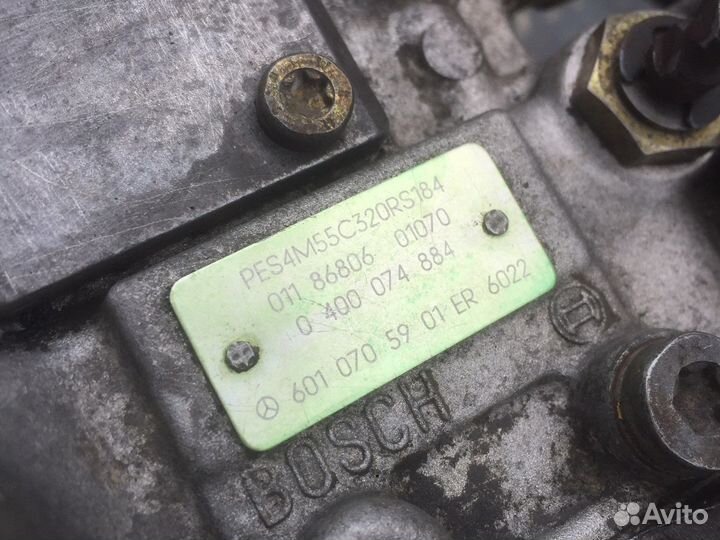 PES4M55C320RS184
011 86806 01070
0 400 074 884
601 070 59 01 ER 6022
BOSCH
Avito